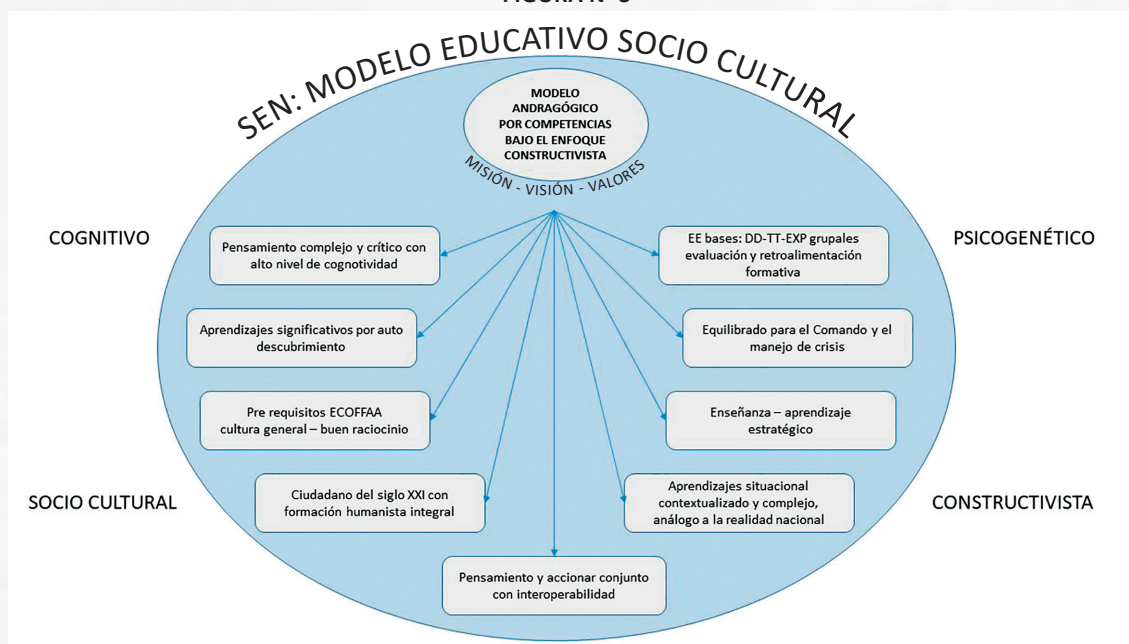 SEN: MODELO EDUCATIVO SOCIO CULTURAL
MODELO
ANDRAGÓGICO
POR COMPETENCIAS
BAJO EL ENFOQUE
CONSTRUCTIVISTA
MISIÓN - VISIÓN - VALORES
COGNITIVO
PSICOGENÉTICO
Pensamiento complejo y crítico con
alto nivel de cognotividad
EE bases: DD-TT-EXP grupales
evaluación y retroalimentación
formativa
Aprendizajes significativos por auto
descubrimiento
Equilibrado para el Comando y el
manejo de crisis
Pre requisitos ECOFFAA
cultura general – buen raciocinio
Enseñanza – aprendizaje
estratégico
SOCIO CULTURAL
CONSTRUCTIVISTA
Ciudadano del siglo XXI con
formación humanista integral
Aprendizajes situacional
contextualizado y complejo,
análogo a la realidad nacional
Pensamiento y accionar conjunto
con interoperabilidad